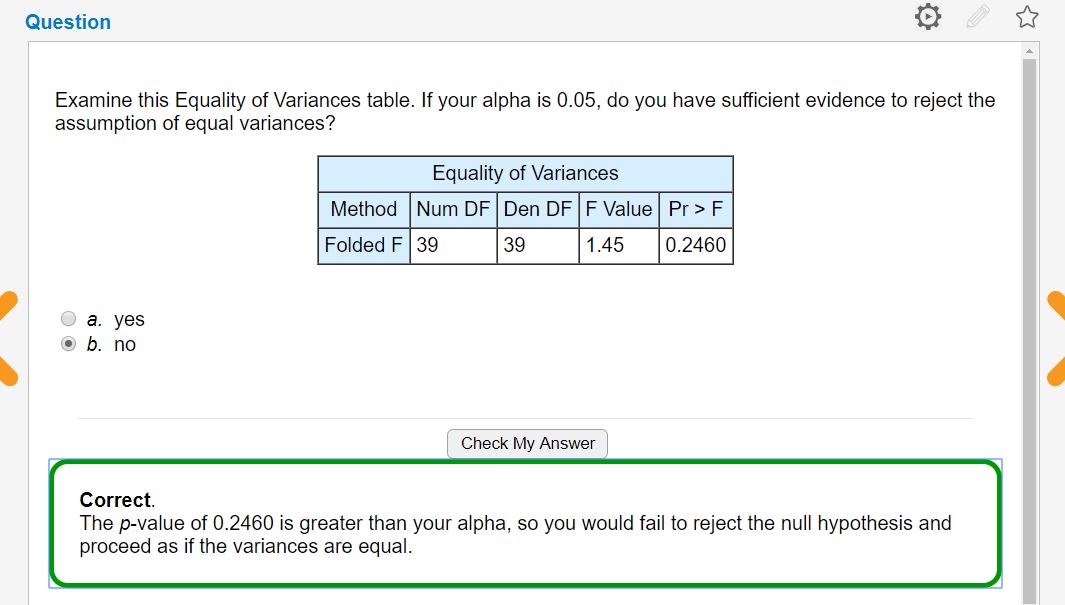 Question
Examine this Equality of Variances table. If your alpha is 0.05, do you have sufficient evidence to reject the
assumption of equal variances?
Equality of Variances
Method Num DF Den DF F Value Pr > F
Folded F 39 39 1.45 0.2460
a. yes
b. no
Check My Answer
Correct.
The p-value of 0.2460 is greater than your alpha, so you would fail to reject the null hypothesis and
proceed as if the variances are equal.